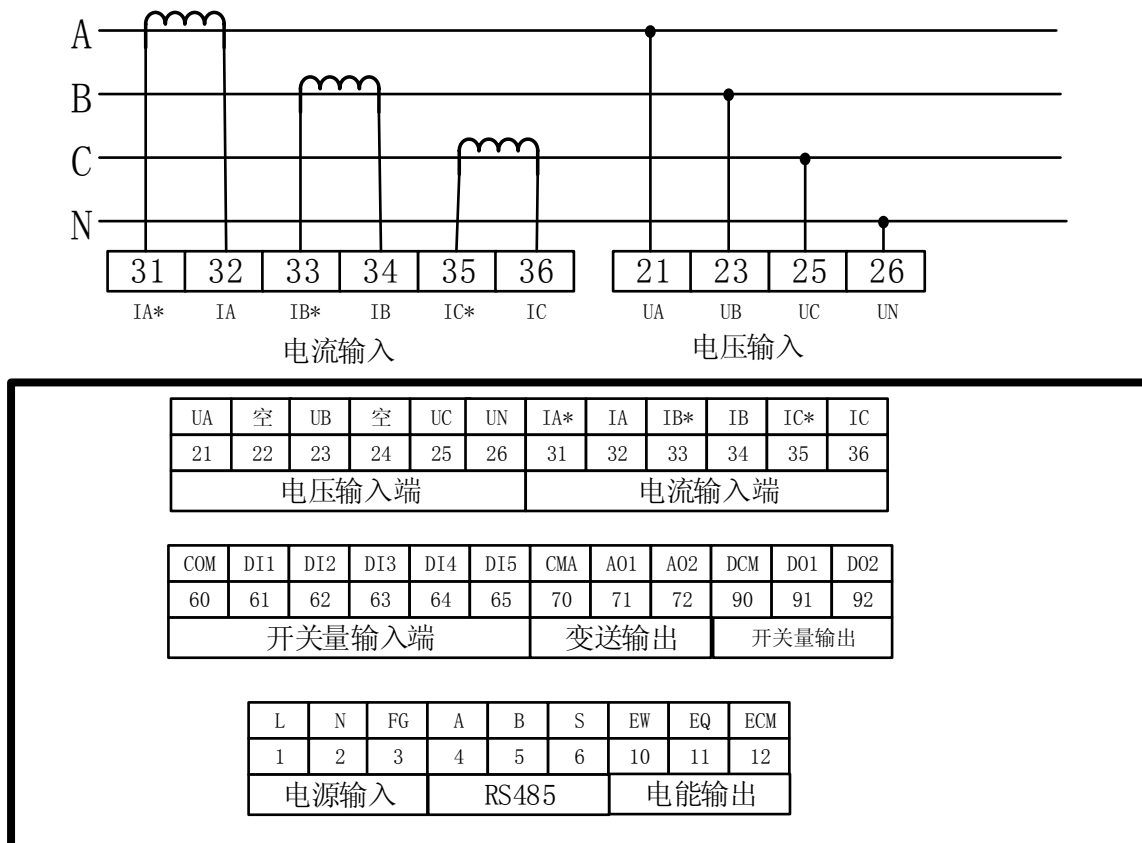 A
B
C
N
31 32 33 34 35 36 21 23 25 26
IA* IA IB* IB IC* IC UA UB UC UN
电流输入 电压输入
UA 空 UB 空 UC UN IA* IA IB* IB IC* IC
21 22 23 24 25 26 31 32 33 34 35 36
电压输入端 电流输入端
COM DI1 DI2 DI3 DI4 DI5 CMA AO1 AO2 DCM DO1 DO2
60 61 62 63 64 65 70 71 72 90 91 92
开关量输入端 变送输出 开关量输出
L N FG A B S EW EQ ECM
1 2 3 4 5 6 10 11 12
电源输入 RS485 电能输出